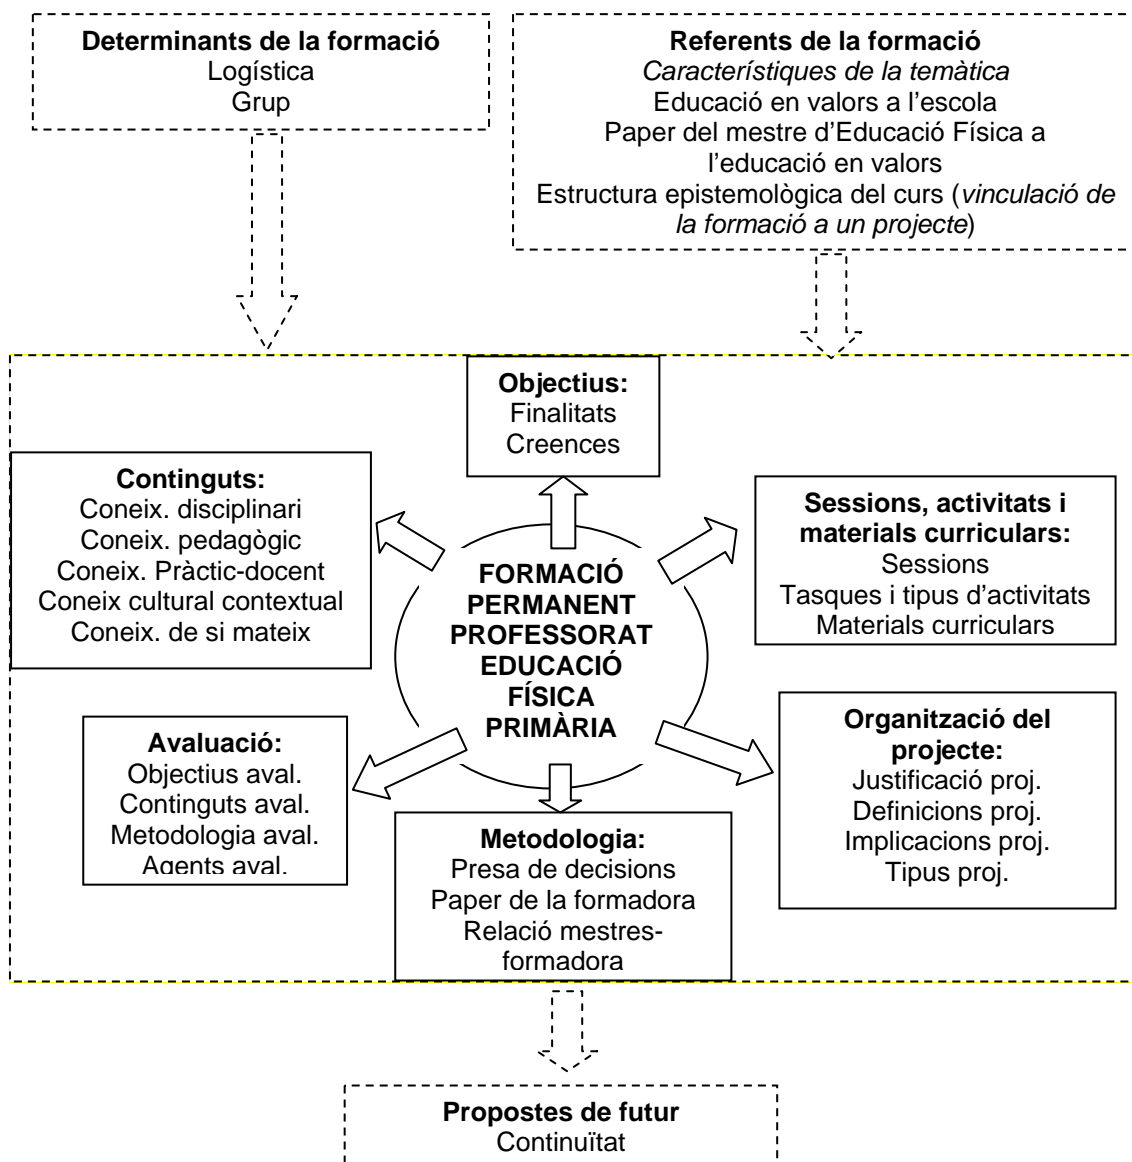 Determinants de la formació
Logística
Grup
Referents de la formació
Característiques de la temàtica
Educació en valors a l’escola
Paper del mestre d’Educació Física a
l’educació en valors
Estructura epistemològica del curs (vinculació de
la formació a un projecte)
Objectius:
Finalitats
Creences
Continguts:
Coneix. disciplinari
Coneix. pedagògic
Coneix. Pràctic-docent
Coneix cultural contextual
Coneix. de si mateix
Sessions, activitats i
materials curriculars:
Sessions
Tasques i tipus d’activitats
Materials curriculars
FORMACIÓ
PERMANENT
PROFESSORAT
EDUCACIÓ
FÍSICA
PRIMÀRIA
Avaluació:
Objectius aval.
Continguts aval.
Metodologia aval.
Agents aval.
Organització del
projecte:
Justificació proj.
Definicions proj.
Implicacions proj.
Tipus proj.
Metodologia:
Presa de decisions
Paper de la formadora
Relació mestres-
formadora
Propostes de futur
Continuïtat